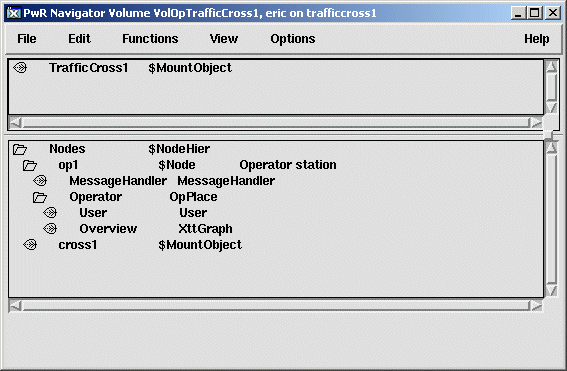 PwR Navigator Volume VolOpTrafficCross1, eric on trafficcross1
File Edit Functions View Options Help
TrafficCross1 $MountObject
Nodes $NodeHier
op1 $Node Operator station
MessageHandler MessageHandler
Operator OpPlace
User User
Overview XttGraph
cross1 $MountObject